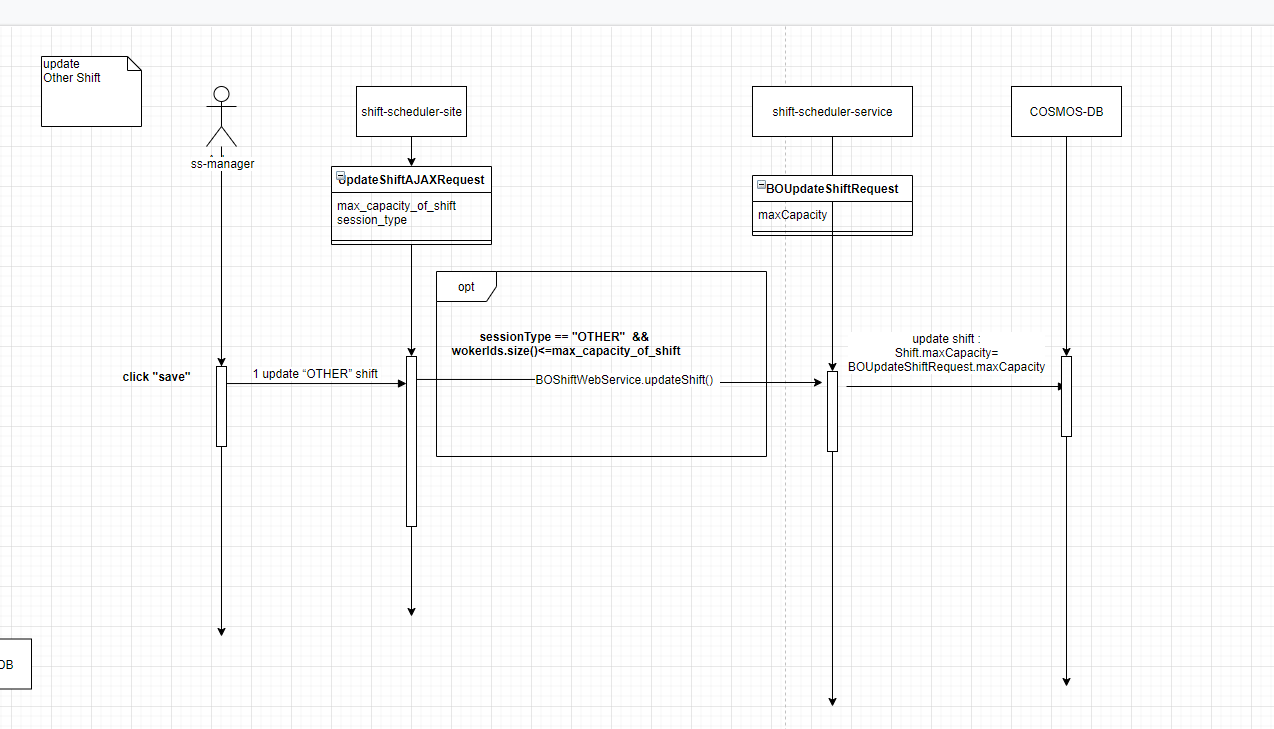 update
Other Shift
ss-manager
shift-scheduler-site
shift-scheduler-service
COSMOS-DB
UpdateShiftAJAXRequest
max_capacity_of_shift
session_type
BOUpdateShiftRequest
maxCapacity
opt
sessionType == "OTHER" &&
wokerIds.size()<=max_capacity_of_shift
click "save"
1 update “OTHER” shift
BOShiftWebService.updateShift()
update shift :
Shift.maxCapacity=
BOUpdateShiftRequest.maxCapacity
DB